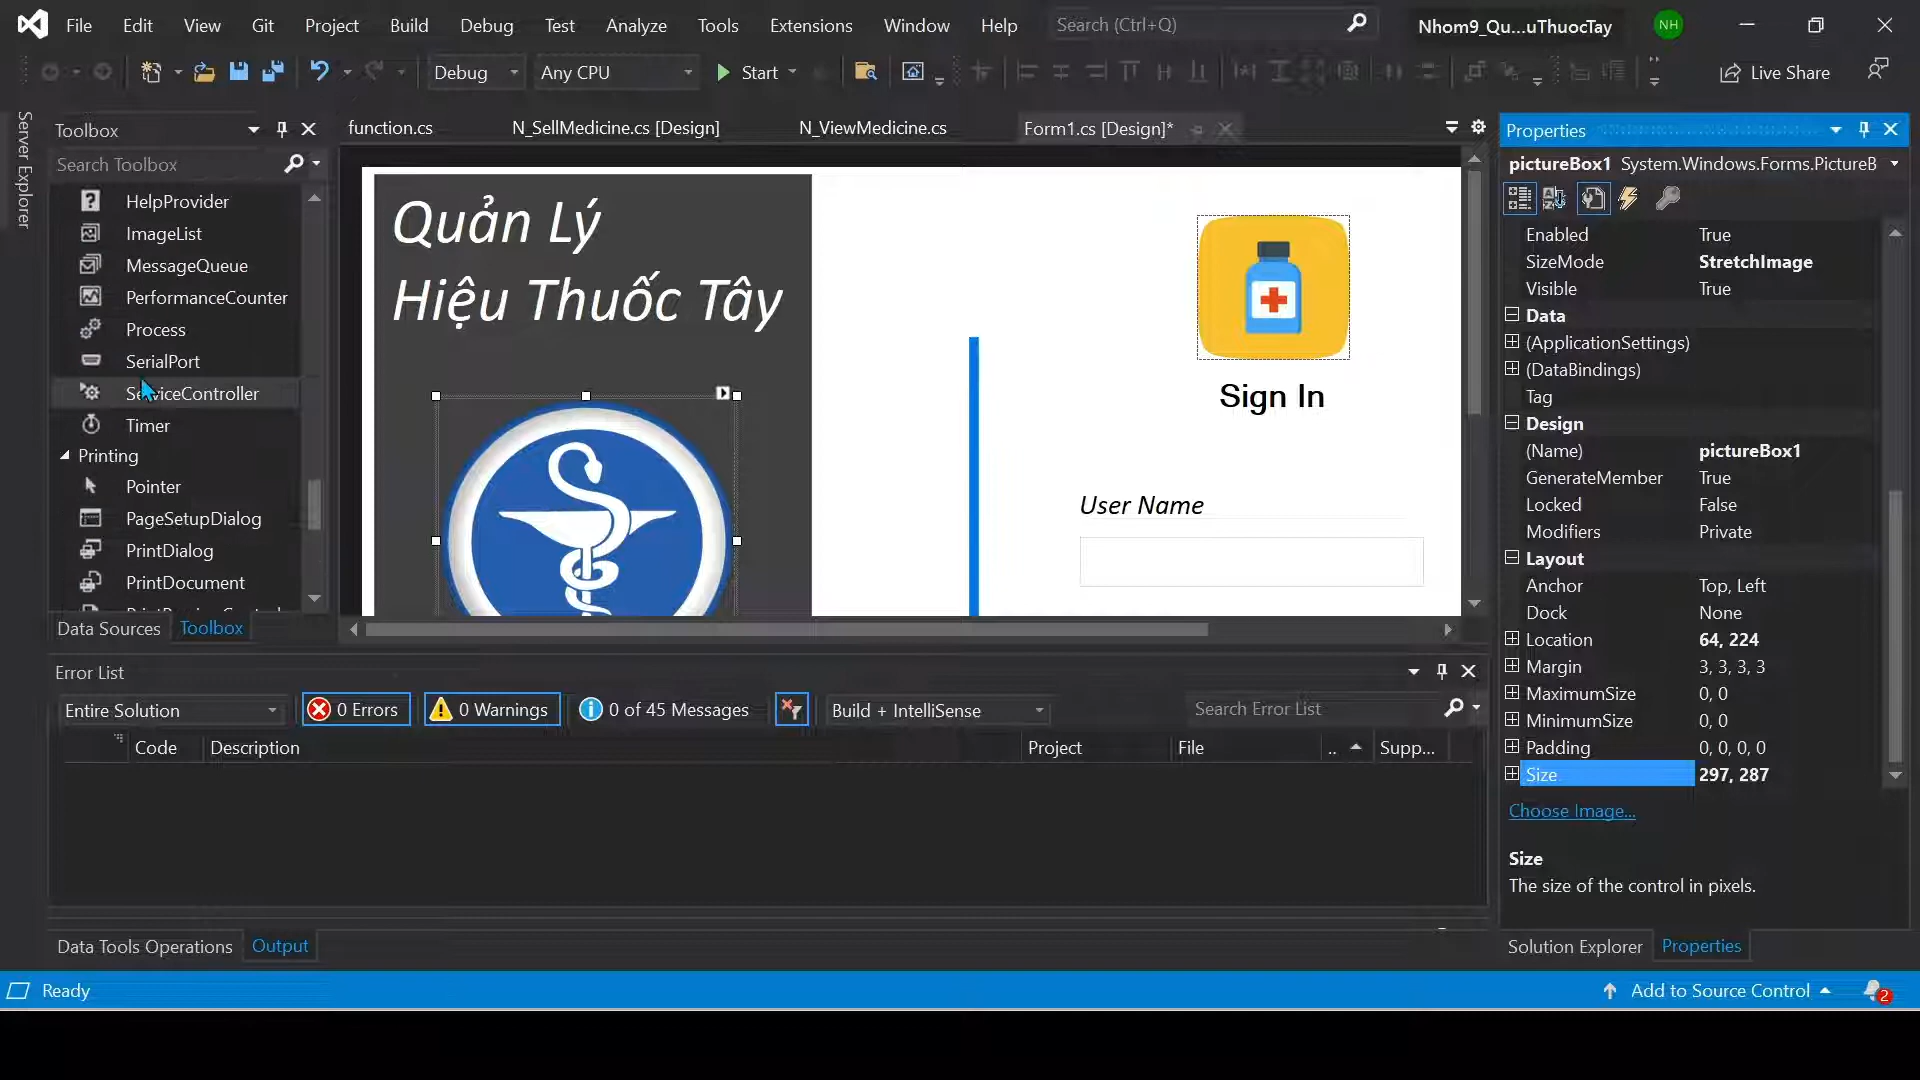 File Edit View Git Project Build Debug Test Analyze Tools Extensions Window Help Search (Ctrl+Q) Nhom9_Qu...uThuocTay NH
Debug Any CPU Start Live Share
Server Explorer
Toolbox
Search Toolbox
HelpProvider
ImageList
MessageQueue
PerformanceCounter
Process
SerialPort
ServiceController
Timer
Printing
Pointer
PageSetupDialog
PrintDialog
PrintDocument
Data Sources Toolbox
function.cs N_SellMedicine.cs [Design] N_ViewMedicine.cs Form1.cs [Design]*
Quản Lý
Hiệu Thuốc Tây
Sign In
User Name
Properties
pictureBox1 System.Windows.Forms.PictureB
Enabled True
SizeMode StretchImage
Visible True
Data
(ApplicationSettings)
(DataBindings)
Tag
Design
(Name) pictureBox1
GenerateMember True
Locked False
Modifiers Private
Layout
Anchor Top, Left
Dock None
Location 64, 224
Margin 3, 3, 3, 3
MaximumSize 0, 0
MinimumSize 0, 0
Padding 0, 0, 0, 0
Size 297, 287
Choose Image...
Size
The size of the control in pixels.
Solution Explorer Properties
Error List
Entire Solution 0 Errors 0 Warnings 0 of 45 Messages Build + IntelliSense Search Error List
Code Description Project File .. Supp...
Data Tools Operations Output
Ready Add to Source Control 2